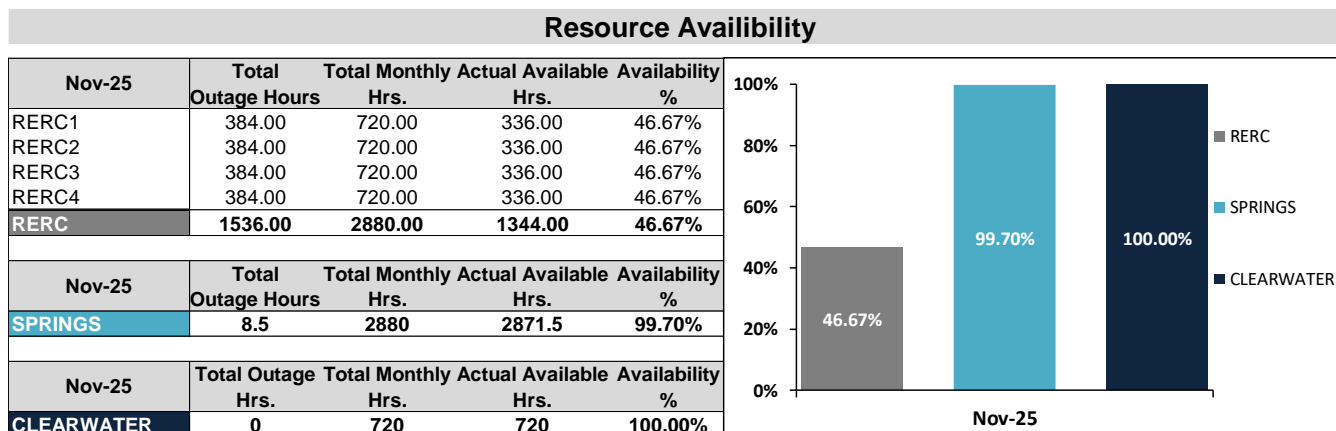 Resource Availibility
Nov-25 Total Outage Hours Total Monthly Hrs. Actual Available Hrs. Availability %
RERC1 384.00 720.00 336.00 46.67%
RERC2 384.00 720.00 336.00 46.67%
RERC3 384.00 720.00 336.00 46.67%
RERC4 384.00 720.00 336.00 46.67%
RERC 1536.00 2880.00 1344.00 46.67%
Nov-25 Total Outage Hours Total Monthly Hrs. Actual Available Hrs. Availability %
SPRINGS 8.5 2880 2871.5 99.70%
Nov-25 Total Outage Hrs. Total Monthly Hrs. Actual Available Hrs. Availability %
CLEARWATER 0 720 720 100.00%
100%
80%
60%
40%
20%
0%
46.67%
99.70%
100.00%
Nov-25
RERC
SPRINGS
CLEARWATER